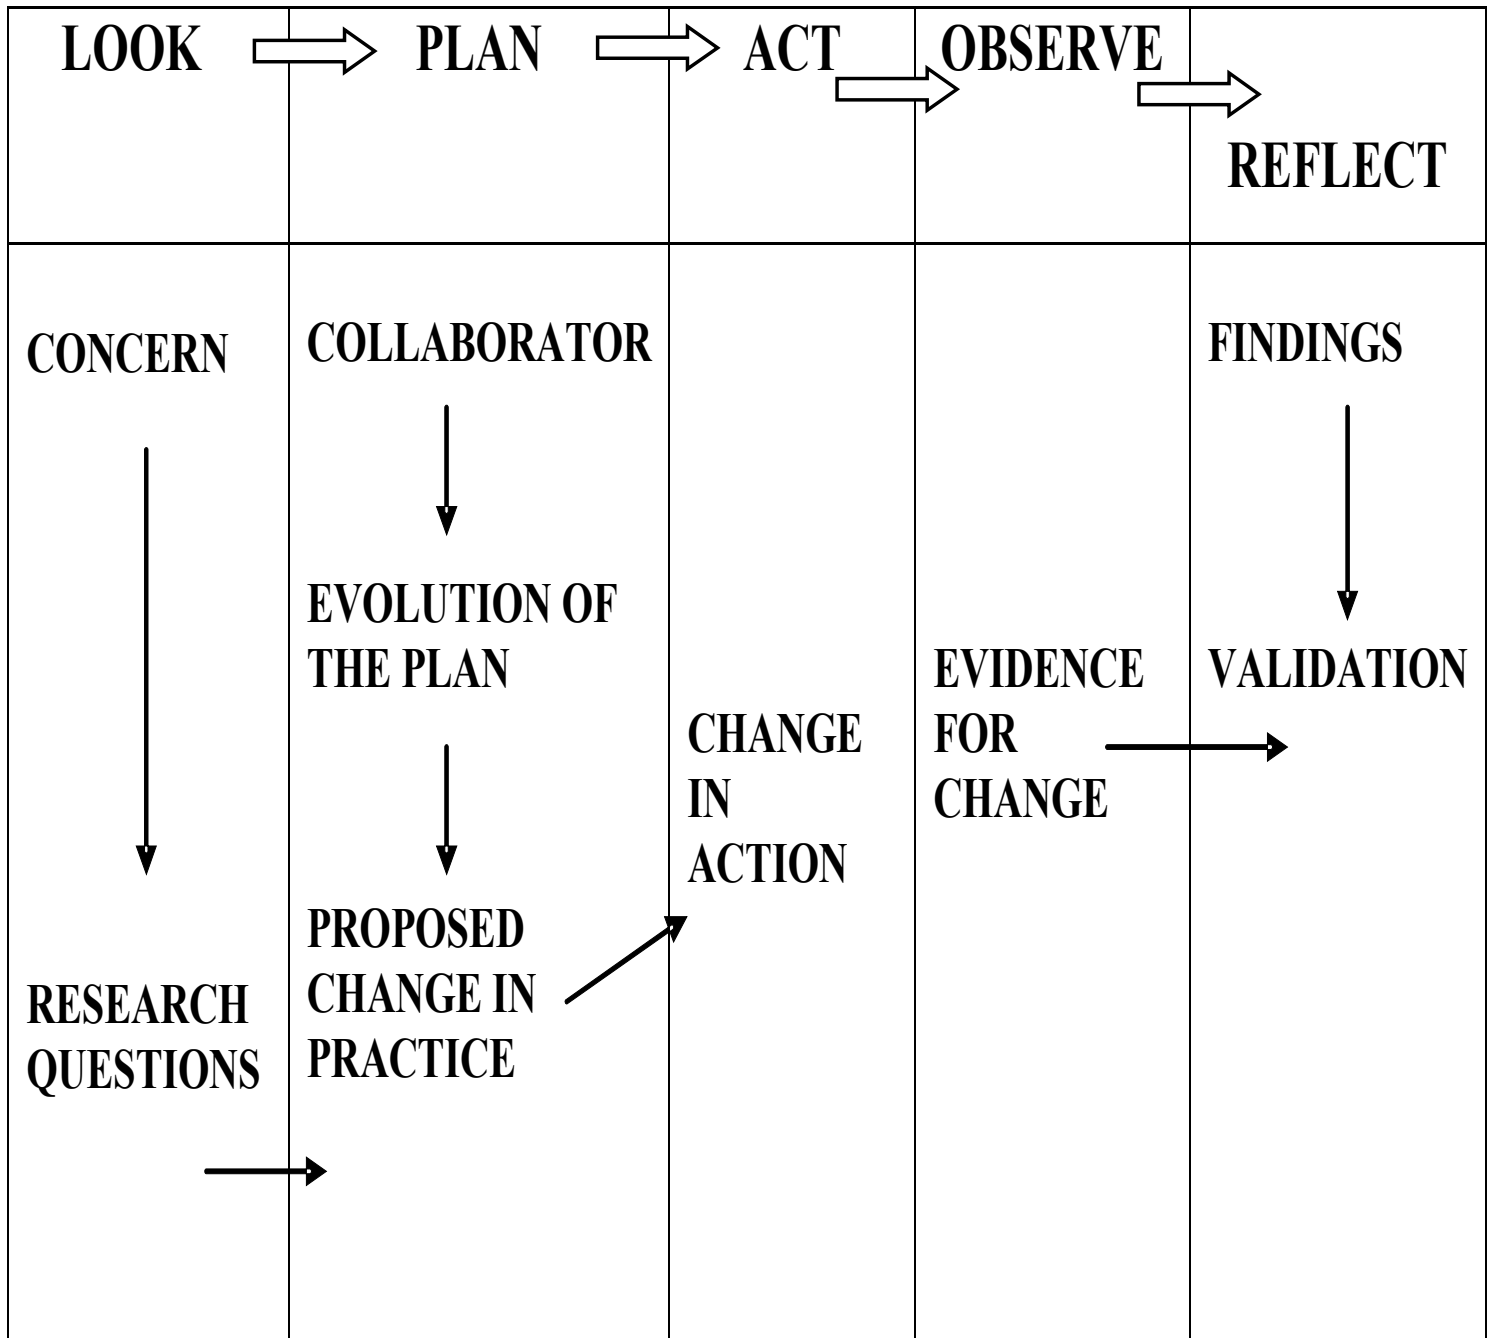 LOOK
PLAN
ACT
OBSERVE
REFLECT
CONCERN
RESEARCH
QUESTIONS
COLLABORATOR
EVOLUTION OF
THE PLAN
PROPOSED
CHANGE IN
PRACTICE
CHANGE
IN
ACTION
EVIDENCE
FOR
CHANGE
FINDINGS
VALIDATION